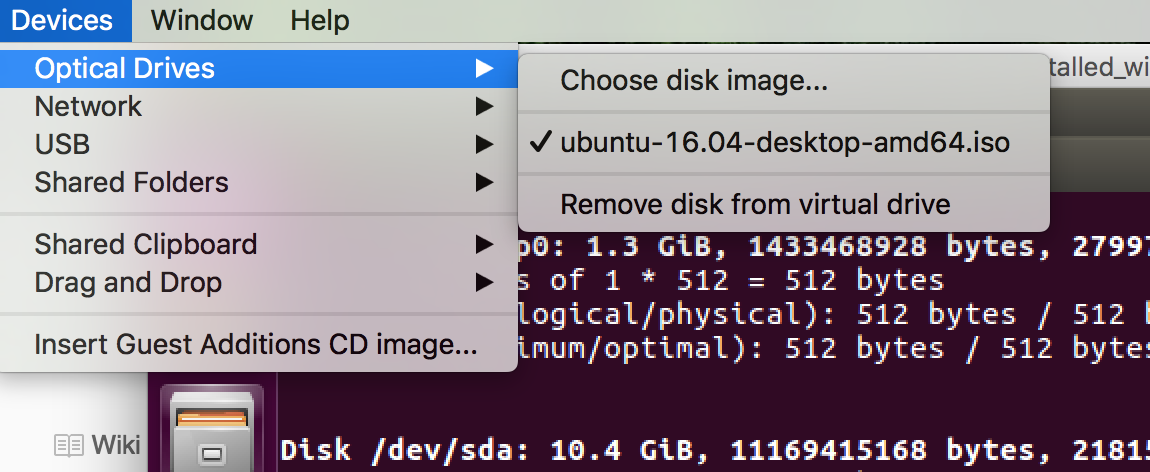 Devices Window Help
Optical Drives
Network
USB
Shared Folders
Shared Clipboard
Drag and Drop
Insert Guest Additions CD image...
Choose disk image...
ubuntu-16.04-desktop-amd64.iso
Remove disk from virtual drive
talled_wi
p0: 1.3 GiB, 1433468928 bytes, 27997
s of 1 * 512 = 512 bytes
logical/physical): 512 bytes / 512 b
imum/optimal): 512 bytes / 512 bytes
Wiki
Disk /dev/sda: 10.4 GiB, 11169415168 bytes, 21815